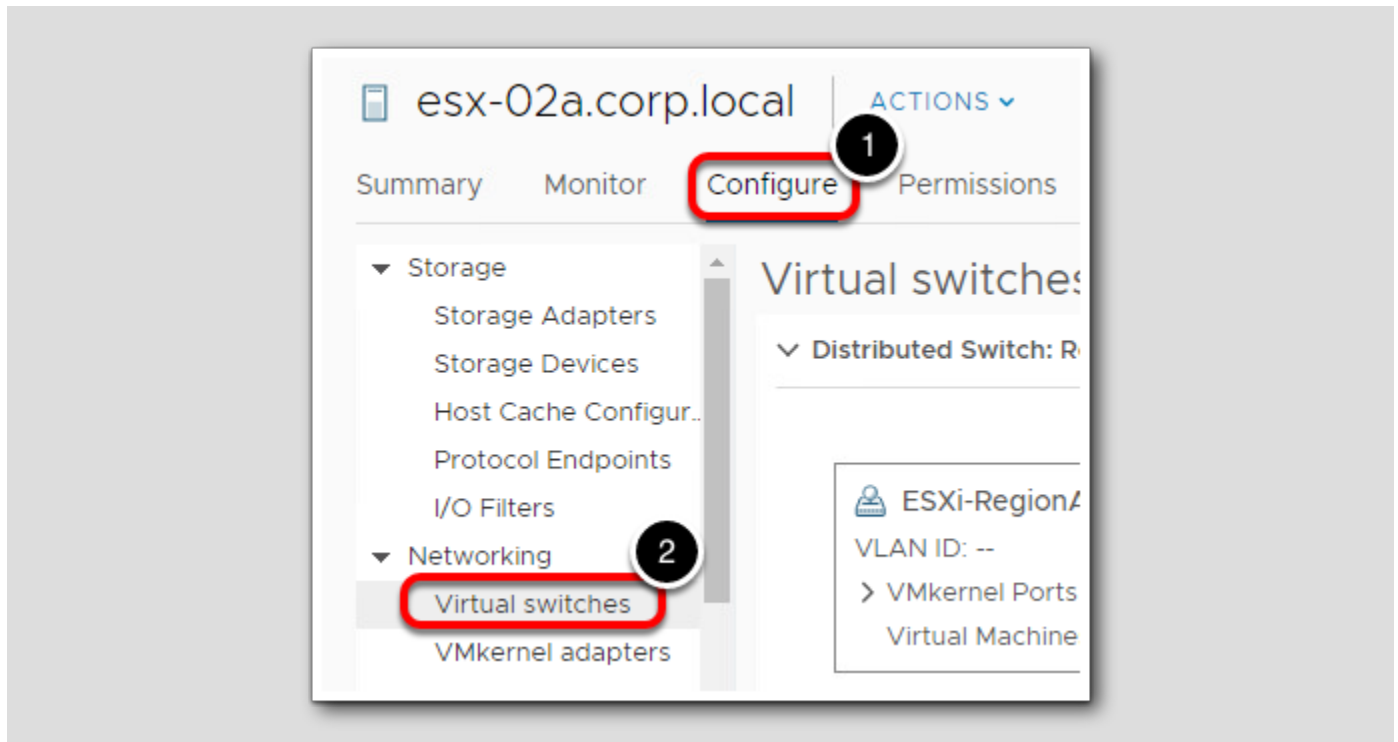 esx-02a.corp.local ACTIONS
1
Summary Monitor Configure Permissions
Storage
Storage Adapters
Storage Devices
Host Cache Configur..
Protocol Endpoints
I/O Filters
Networking
2
Virtual switches
VMkernel adapters
Virtual switches
Distributed Switch: R
ESXi-RegionA
VLAN ID: --
VMkernel Ports
Virtual Machine